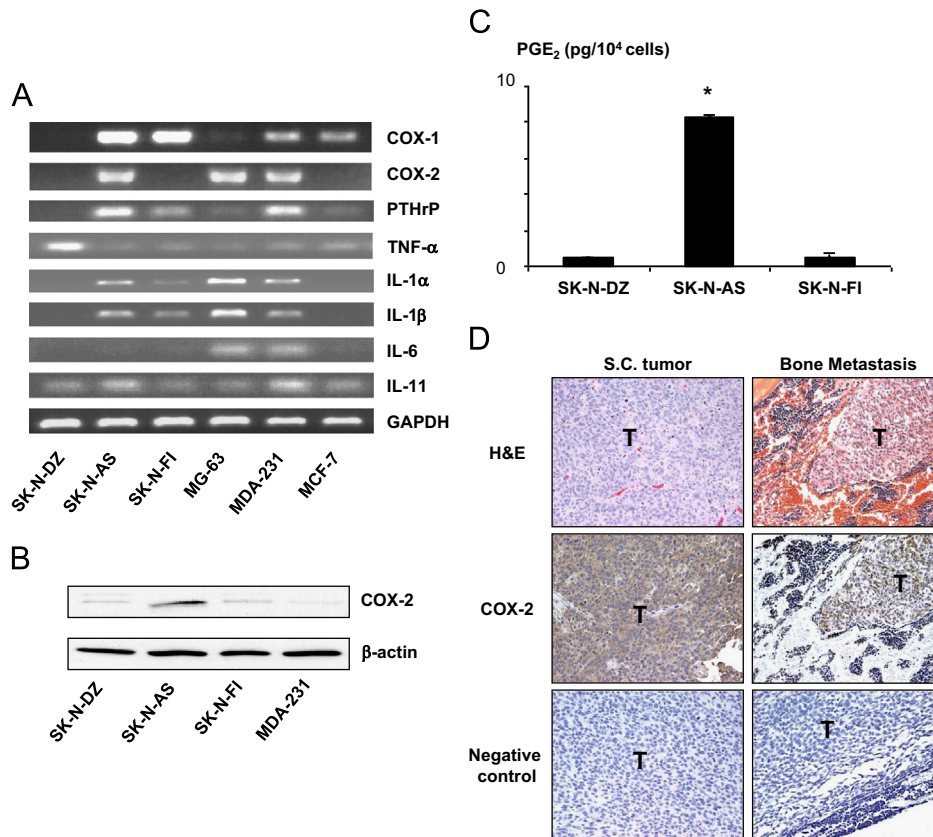 A
COX-1
COX-2
PTHrP
TNF-α
IL-1α
IL-1β
IL-6
IL-11
GAPDH
SK-N-DZ
SK-N-AS
SK-N-FI
MG-63
MDA-231
MCF-7
B
COX-2
β-actin
SK-N-DZ
SK-N-AS
SK-N-FI
MDA-231
C
PGE₂ (pg/10⁴ cells)
10
*
0
SK-N-DZ
SK-N-AS
SK-N-FI
D
S.C. tumor
Bone Metastasis
H&E
T
T
COX-2
T
T
Negative
control
T
T